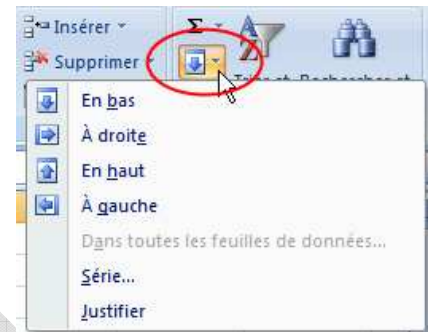 Insérer
Σ
Supprimer
En bas
À droite
En haut
À gauche
Dans toutes les feuilles de données...
Série...
Justifier